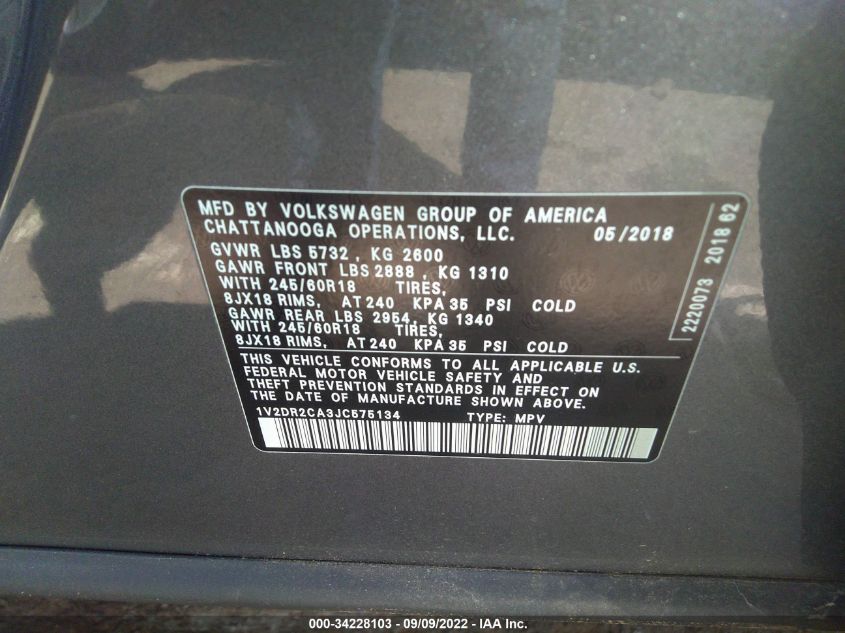 MFD BY VOLKSWAGEN GROUP OF AMERICA
CHATTANOOGA OPERATIONS, LLC. 05/2018
GVWR LBS 5732 , KG 2600
GAWR FRONT LBS 2888 , KG 1310
WITH 245/60R18 TIRES,
8JX18 RIMS, AT 240 KPA 35 PSI COLD
GAWR REAR LBS 2954, KG 1340
WITH 245/60R18 TIRES,
8JX18 RIMS, AT 240 KPA 35 PSI COLD
THIS VEHICLE CONFORMS TO ALL APPLICABLE U.S.
FEDERAL MOTOR VEHICLE SAFETY AND
THEFT PREVENTION STANDARDS IN EFFECT ON
THE DATE OF MANUFACTURE SHOWN ABOVE.
1V2DR2CA3JC575134 TYPE: MPV
2220073 2018 62
000-34228103 - 09/09/2022 - © IAA, Inc.